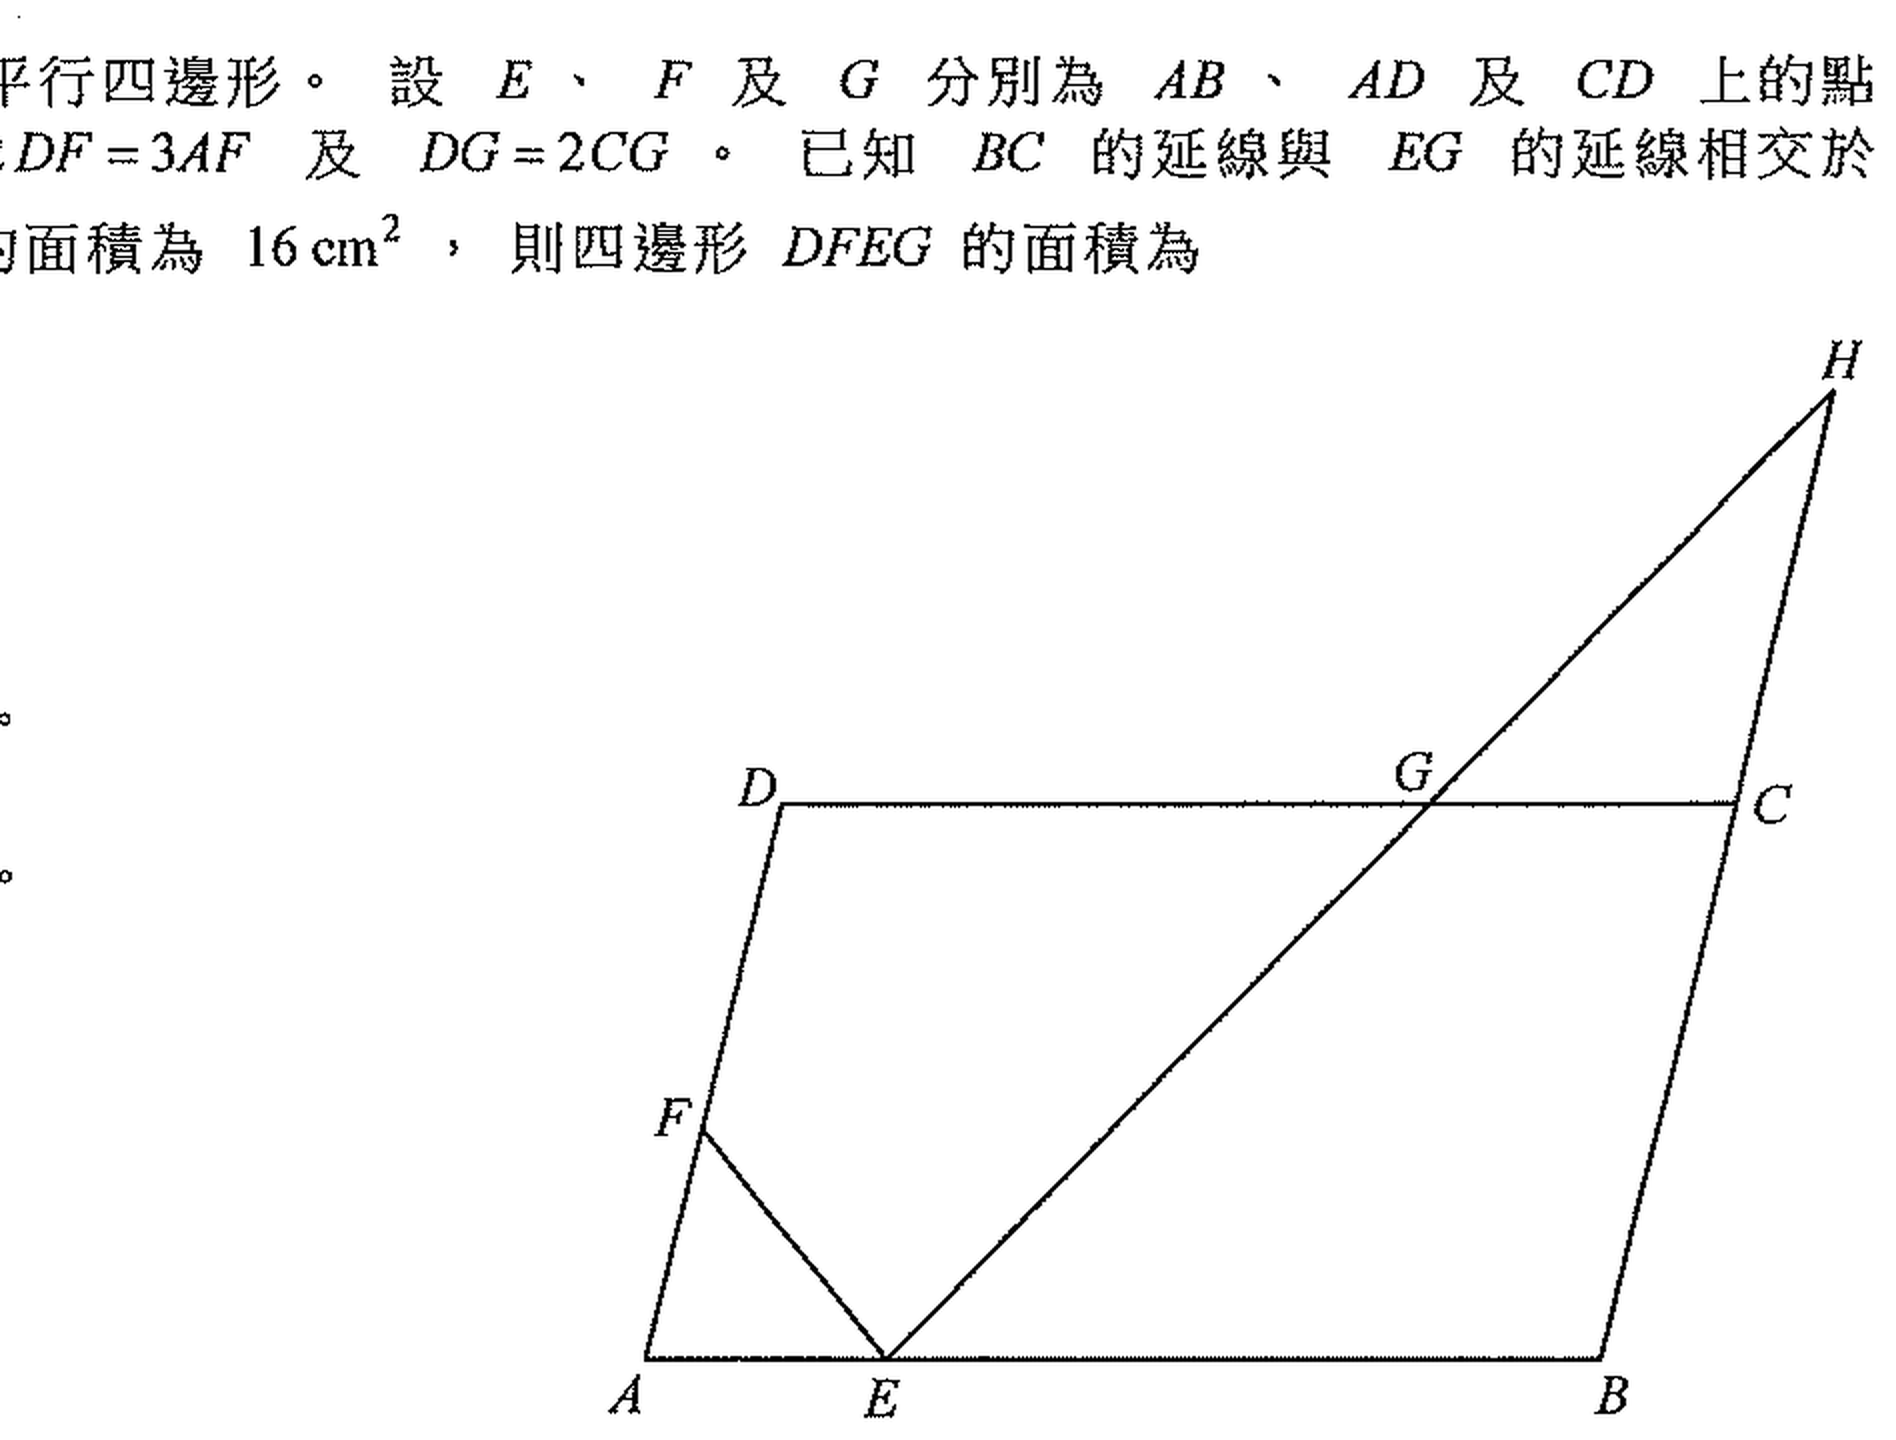 平行四邊形。 設 E、 F 及 G 分別為 AB、 AD 及 CD 上的點
DF = 3AF 及 DG = 2CG 。 已知 BC 的延線與 EG 的延線相交於
的面積為 16 cm², 則四邊形 DFEG 的面積為
H
D
G
C
。
。
F
A
E
B